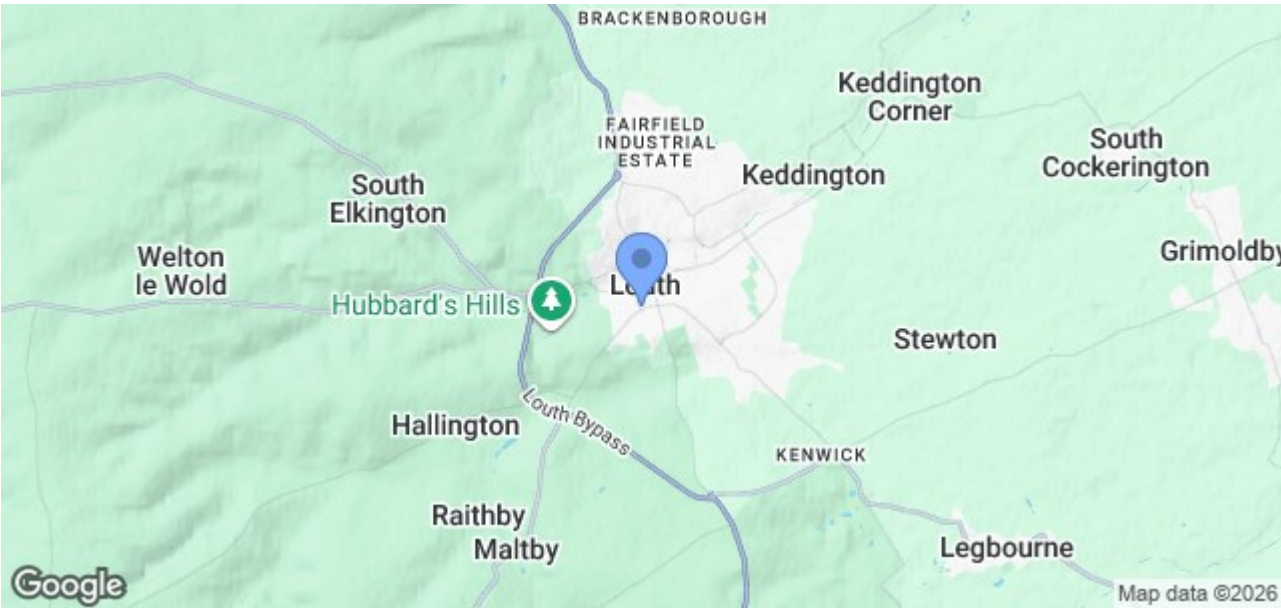 BRACKENBOROUGH
Keddington
Corner
FAIRFIELD
INDUSTRIAL
ESTATE
South
Cockerington
Keddington
South
Elkington
Welton
le Wold
Grimoldby
Louth
Hubbard's Hills
Stewton
Louth Bypass
Hallington
KENWICK
Raithby
Maltby
Legbourne
Google
Map data ©2026